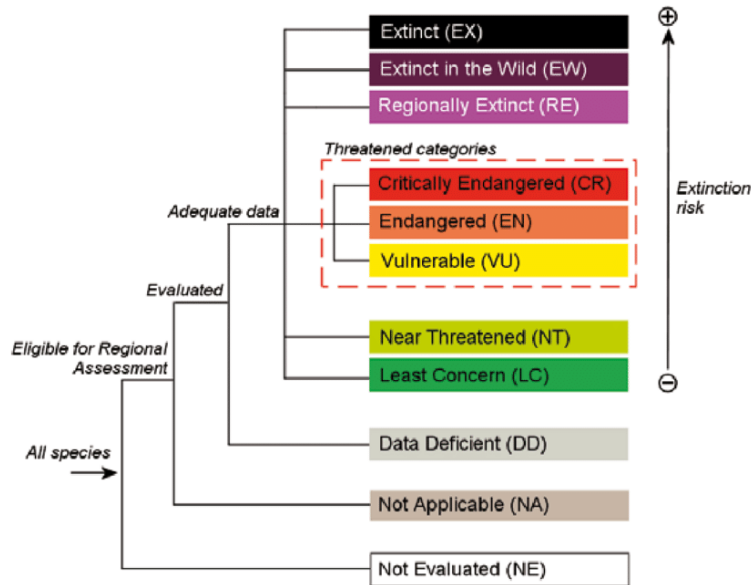 Extinct (EX)
Extinct in the Wild (EW)
Regionally Extinct (RE)
Threatened categories
Critically Endangered (CR)
Extinction
risk
Adequate data
Endangered (EN)
Vulnerable (VU)
Evaluated
Near Threatened (NT)
Eligible for Regional
Assessment
Least Concern (LC)
All species
Data Deficient (DD)
Not Applicable (NA)
Not Evaluated (NE)